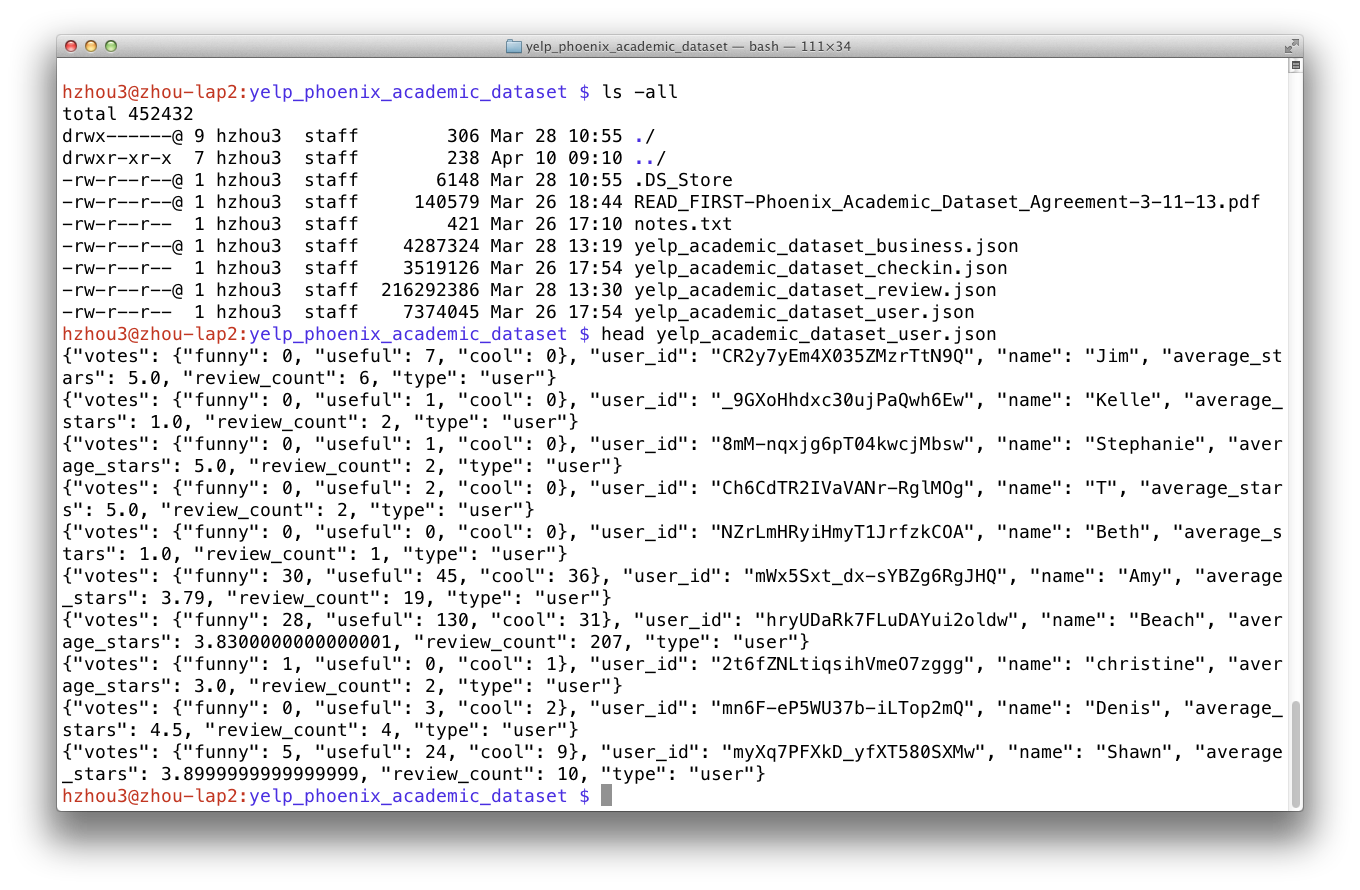 yelp_phoenix_academic_dataset — bash — 111×34
hzhou3@zhou-lap2:yelp_phoenix_academic_dataset $ ls -all
total 452432
drwx------@ 9 hzhou3  staff        306 Mar 28 10:55 ./
drwxr-xr-x  7 hzhou3  staff        238 Apr 10 09:10 ../
-rw-r--r--@ 1 hzhou3  staff       6148 Mar 28 10:55 .DS_Store
-rw-r--r--@ 1 hzhou3  staff     140579 Mar 26 18:44 READ_FIRST-Phoenix_Academic_Dataset_Agreement-3-11-13.pdf
-rw-r--r--  1 hzhou3  staff        421 Mar 26 17:10 notes.txt
-rw-r--r--@ 1 hzhou3  staff    4287324 Mar 28 13:19 yelp_academic_dataset_business.json
-rw-r--r--  1 hzhou3  staff    3519126 Mar 26 17:54 yelp_academic_dataset_checkin.json
-rw-r--r--@ 1 hzhou3  staff  216292386 Mar 28 13:30 yelp_academic_dataset_review.json
-rw-r--r--  1 hzhou3  staff    7374045 Mar 26 17:54 yelp_academic_dataset_user.json
hzhou3@zhou-lap2:yelp_phoenix_academic_dataset $ head yelp_academic_dataset_user.json
{"votes": {"funny": 0, "useful": 7, "cool": 0}, "user_id": "CR2y7yEm4X035ZMzrTtN9Q", "name": "Jim", "average_st
ars": 5.0, "review_count": 6, "type": "user"}
{"votes": {"funny": 0, "useful": 1, "cool": 0}, "user_id": "_9GXoHhdxc30ujPaQwh6Ew", "name": "Kelle", "average_
stars": 1.0, "review_count": 2, "type": "user"}
{"votes": {"funny": 0, "useful": 1, "cool": 0}, "user_id": "8mM-nqxjg6pT04kwcjMbsw", "name": "Stephanie", "aver
age_stars": 5.0, "review_count": 2, "type": "user"}
{"votes": {"funny": 0, "useful": 2, "cool": 0}, "user_id": "Ch6CdTR2IVaVANr-RglMOg", "name": "T", "average_star
s": 5.0, "review_count": 2, "type": "user"}
{"votes": {"funny": 0, "useful": 0, "cool": 0}, "user_id": "NZrLmHRyiHmyT1JrfzkCOA", "name": "Beth", "average_s
tars": 1.0, "review_count": 1, "type": "user"}
{"votes": {"funny": 30, "useful": 45, "cool": 36}, "user_id": "mWx5Sxt_dx-sYBZg6RgJHQ", "name": "Amy", "average
_stars": 3.79, "review_count": 19, "type": "user"}
{"votes": {"funny": 28, "useful": 130, "cool": 31}, "user_id": "hryUDaRk7FLuDAYui2oldw", "name": "Beach", "aver
age_stars": 3.8300000000000001, "review_count": 207, "type": "user"}
{"votes": {"funny": 1, "useful": 0, "cool": 1}, "user_id": "2t6fZNLtiqsihVmeO7zggg", "name": "christine", "aver
age_stars": 3.0, "review_count": 2, "type": "user"}
{"votes": {"funny": 0, "useful": 3, "cool": 2}, "user_id": "mn6F-eP5WU37b-iLTop2mQ", "name": "Denis", "average_
stars": 4.5, "review_count": 4, "type": "user"}
{"votes": {"funny": 5, "useful": 24, "cool": 9}, "user_id": "myXq7PFXkD_yfXT580SXMw", "name": "Shawn", "average
_stars": 3.8999999999999999, "review_count": 10, "type": "user"}
hzhou3@zhou-lap2:yelp_phoenix_academic_dataset $